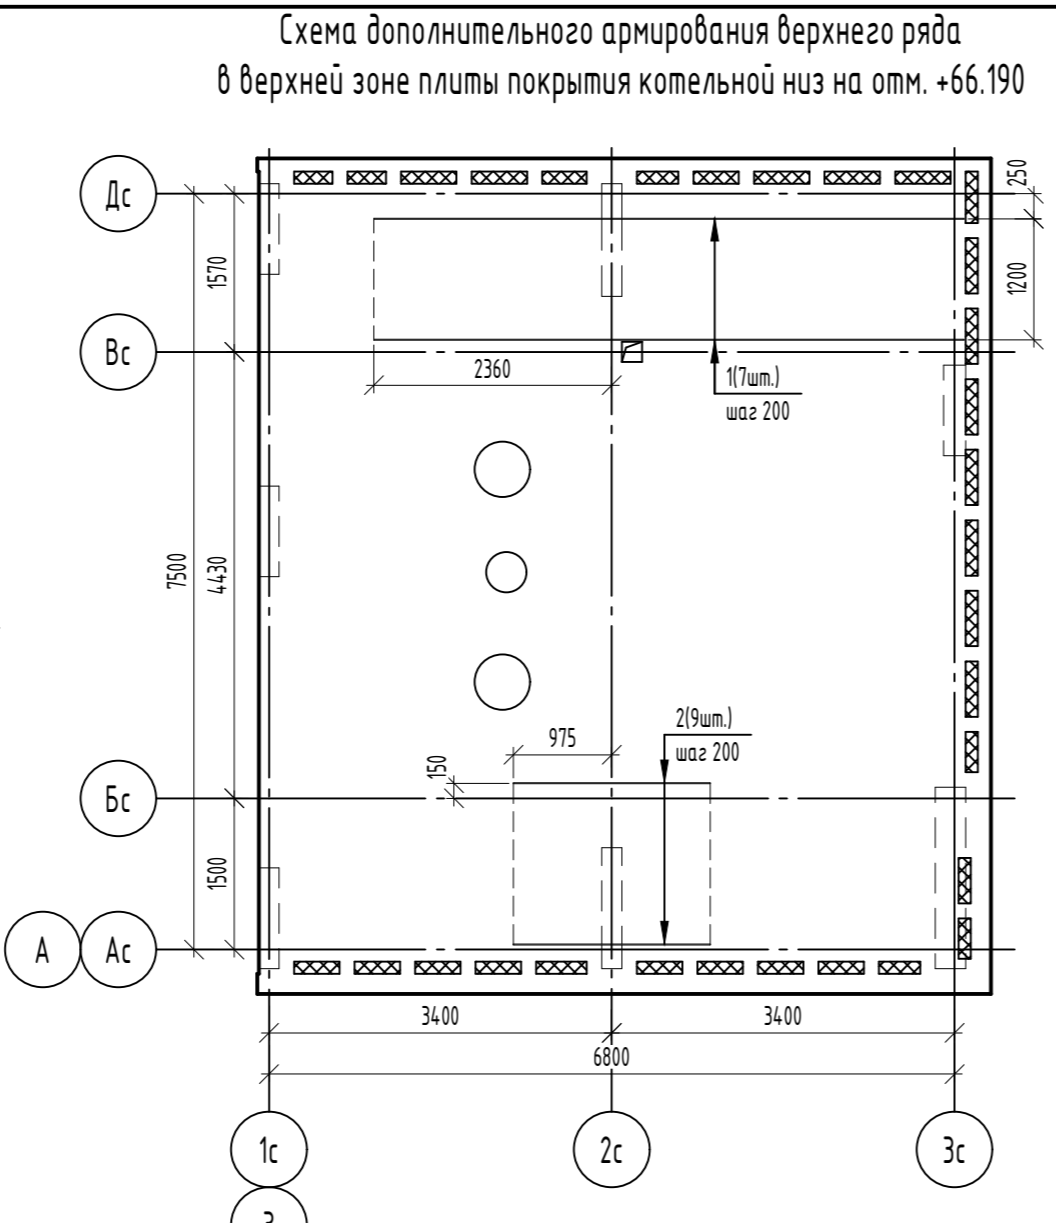 Схема дополнительного армирования верхнего ряда
в верхней зоне плиты покрытия котельной низ на отм. +66.190
Дс
250
1570
1200
Вс
2360
1(7шт.)
шаг 200
7500
4430
2(9шт.)
975
шаг 200
150
Бс
1500
А
Ас
3400
3400
6800
1с
2с
3с